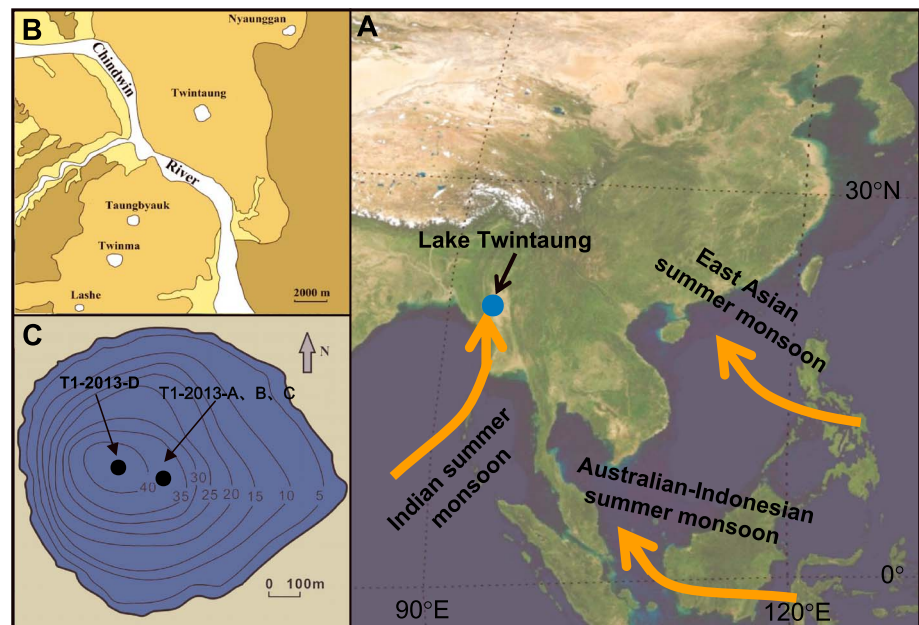 B
Nyaunggan
Chindwin
Twintaung
River
Taungbyauk
Twinma
Lashe
2000 m
A
30°N
Lake Twintaung
East Asian
summer monsoon
Indian summer
monsoon
Australian-Indonesian
summer monsoon
0°
90°E
120°E
C
N
T1-2013-D
T1-2013-A、B、C
40
35
30
25
20
15
10
5
0 100m